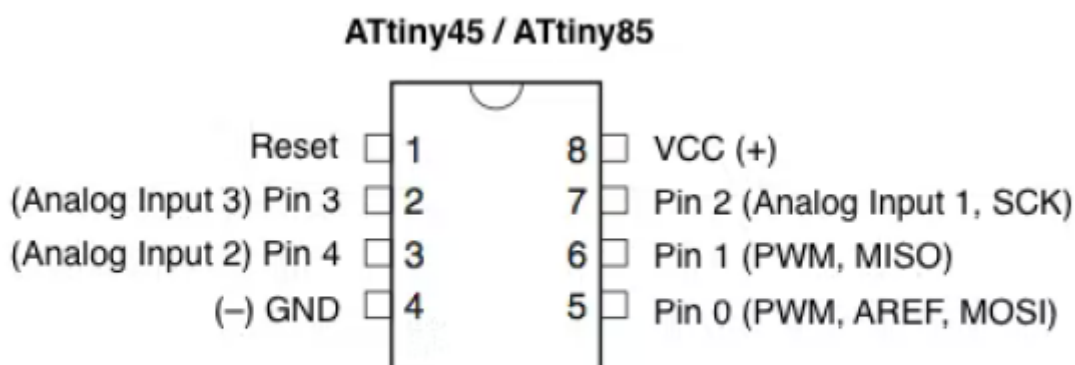 ATtiny45 / ATtiny85
Reset 1 8 VCC (+)
(Analog Input 3) Pin 3 2 7 Pin 2 (Analog Input 1, SCK)
(Analog Input 2) Pin 4 3 6 Pin 1 (PWM, MISO)
(–) GND 4 5 Pin 0 (PWM, AREF, MOSI)